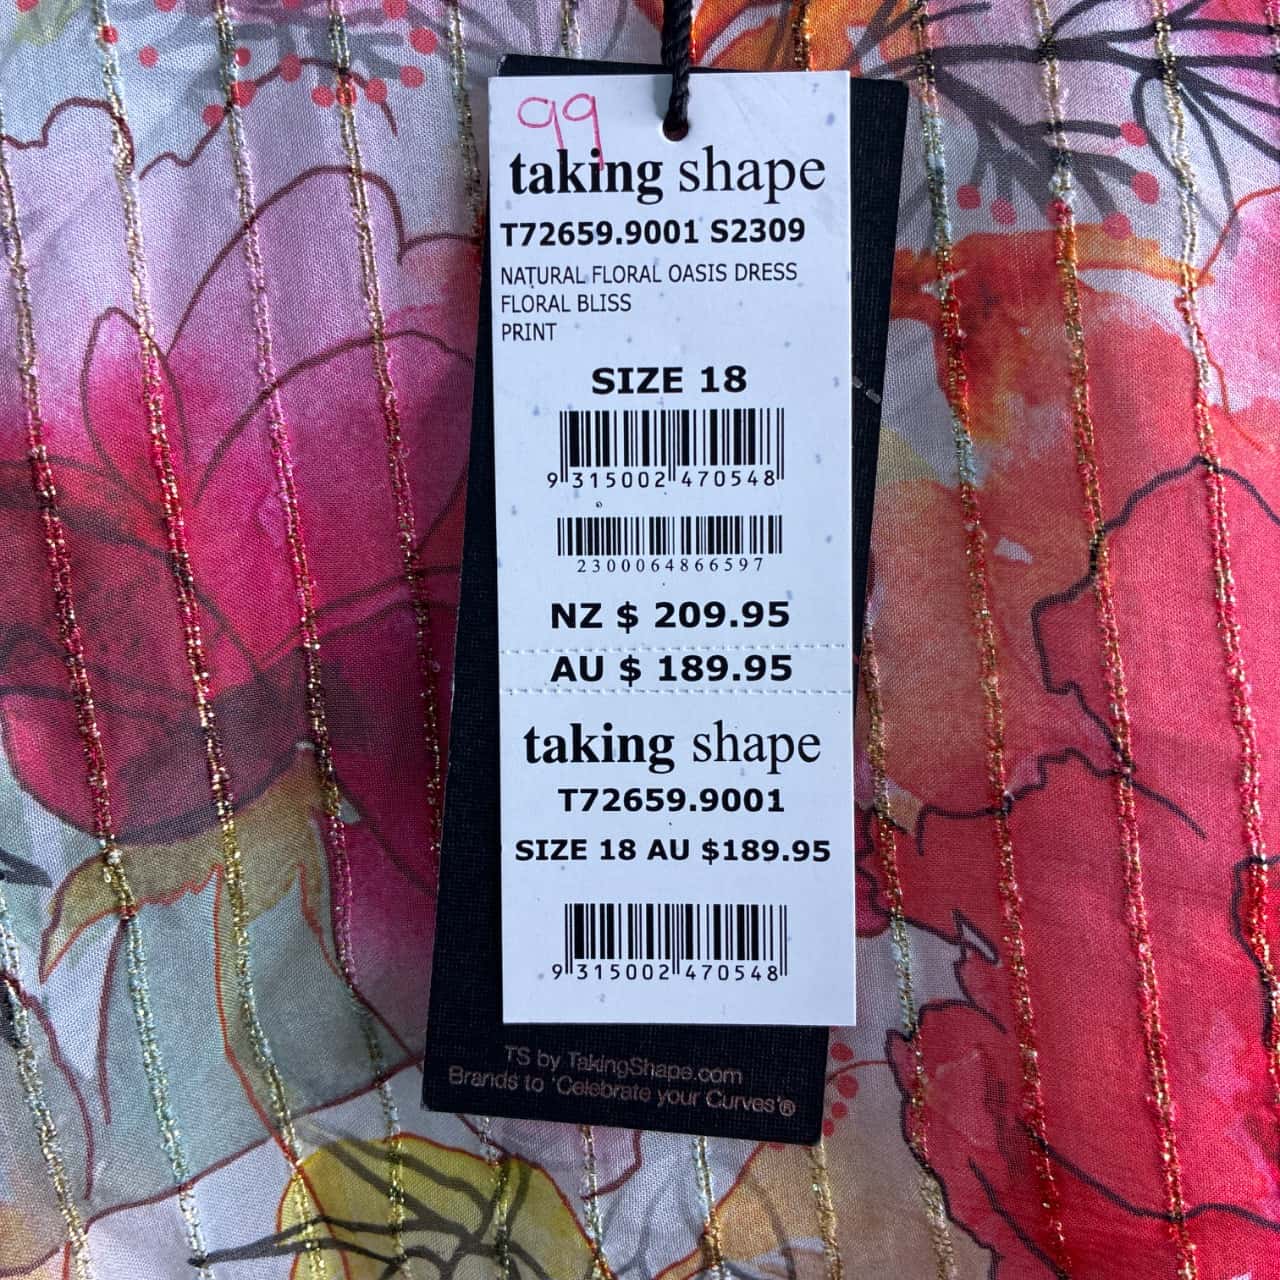 99
taking shape
T72659.9001 S2309
NATURAL FLORAL OASIS DRESS
FLORAL BLISS
PRINT
SIZE 18
9 315002 470548
2300064866597
NZ $ 209.95
AU $ 189.95
taking shape
T72659.9001
SIZE 18 AU $189.95
9 315002 470548
TS by TakingShape.com
Brands to 'Celebrate your Curves'®